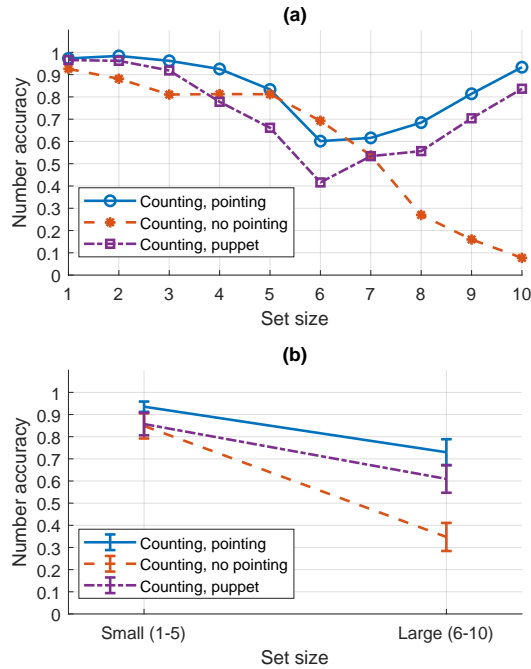 (a)
Number accuracy
1
0.9
0.8
0.7
0.6
0.5
0.4
0.3
0.2
0.1
0
Counting, pointing
Counting, no pointing
Counting, puppet
1 2 3 4 5 6 7 8 9 10
Set size
(b)
Number accuracy
1
0.9
0.8
0.7
0.6
0.5
0.4
0.3
0.2
0.1
0
Counting, pointing
Counting, no pointing
Counting, puppet
Small (1-5) Large (6-10)
Set size